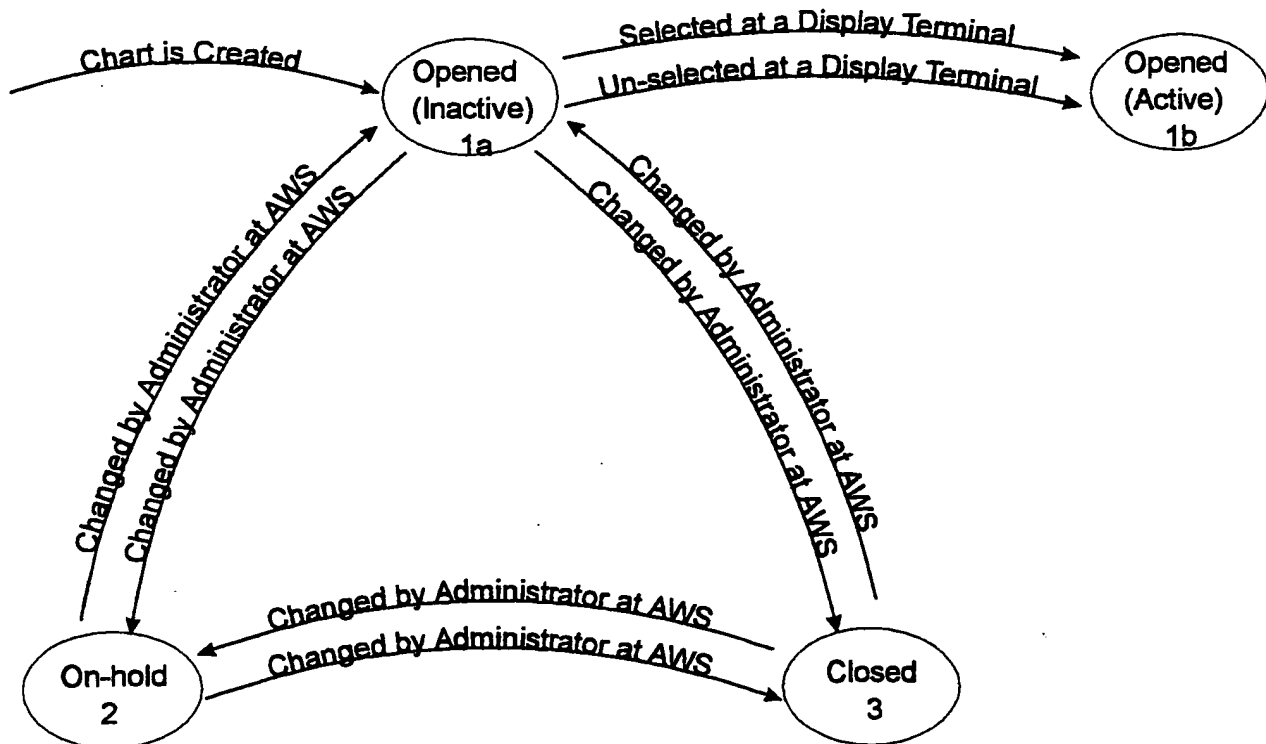 Chart is Created
Opened
(Inactive)
1a
Selected at a Display Terminal
Un-selected at a Display Terminal
Opened
(Active)
1b
Changed by Administrator at AWS
Changed by Administrator at AWS
Changed by Administrator at AWS
Changed by Administrator at AWS
Changed by Administrator at AWS
Changed by Administrator at AWS
On-hold
2
Closed
3